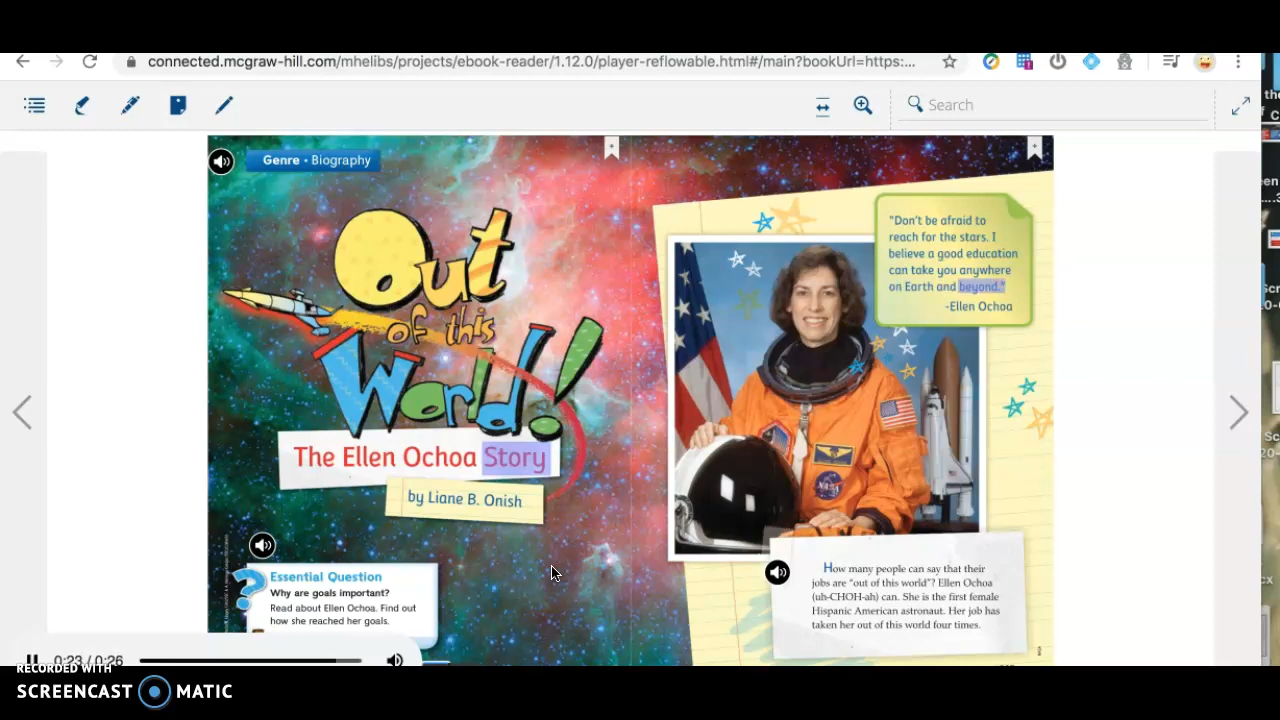 connected.mcgraw-hill.com/mhelibs/projects/ebook-reader/1.12.0/player-reflowable.html#/main?bookUrl=https:...
Search
Genre • Biography
Out
of this
World!
The Ellen Ochoa Story
by Liane B. Onish
Essential Question
Why are goals important?
Read about Ellen Ochoa. Find out
how she reached her goals.
"Don't be afraid to
reach for the stars. I
believe a good education
can take you anywhere
on Earth and beyond."
-Ellen Ochoa
NASA
How many people can say that their
jobs are "out of this world"? Ellen Ochoa
(uh-CHOH-ah) can. She is the first female
Hispanic American astronaut. Her job has
taken her out of this world four times.
0:23 / 0:26
RECORDED WITH
SCREENCAST MATIC